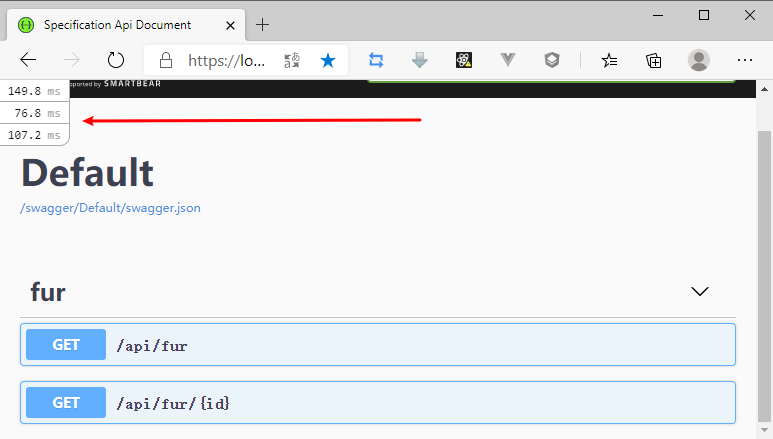 Specification Api Document
https://lo...
149.8 ms
pported by SMARTBEAR
76.8 ms
107.2 ms
Default
/swagger/Default/swagger.json
fur
GET /api/fur
GET /api/fur/{id}